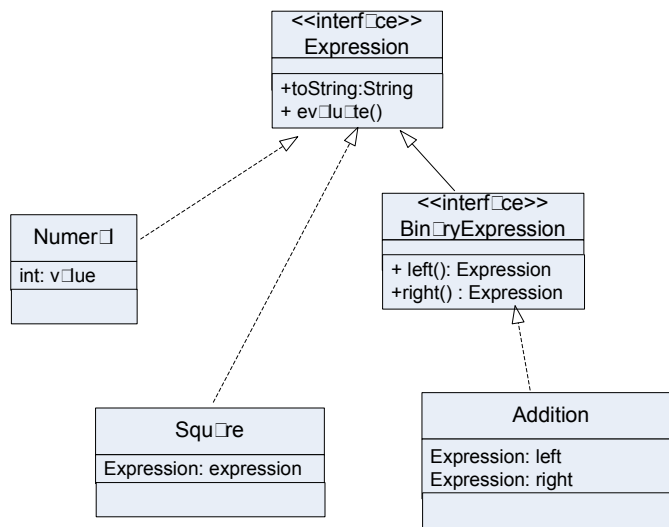 <<interf□ce>>
Expression
+toString:String
+ ev□lu□te()
<<interf□ce>>
Bin□ryExpression
+ left(): Expression
+right() : Expression
Numer□l
int: v□lue
Squ□re
Expression: expression
Addition
Expression: left
Expression: right